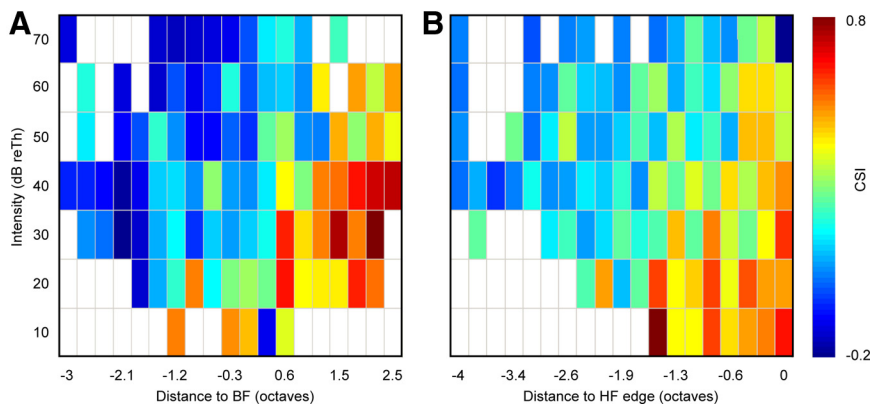 A
B
Intensity (dB reTh)
70
60
50
40
30
20
10
-3 -2.1 -1.2 -0.3 0.6 1.5 2.5
Distance to BF (octaves)
-4 -3.4 -2.6 -1.9 -1.3 -0.6 0
Distance to HF edge (octaves)
0.8
CSI
-0.2